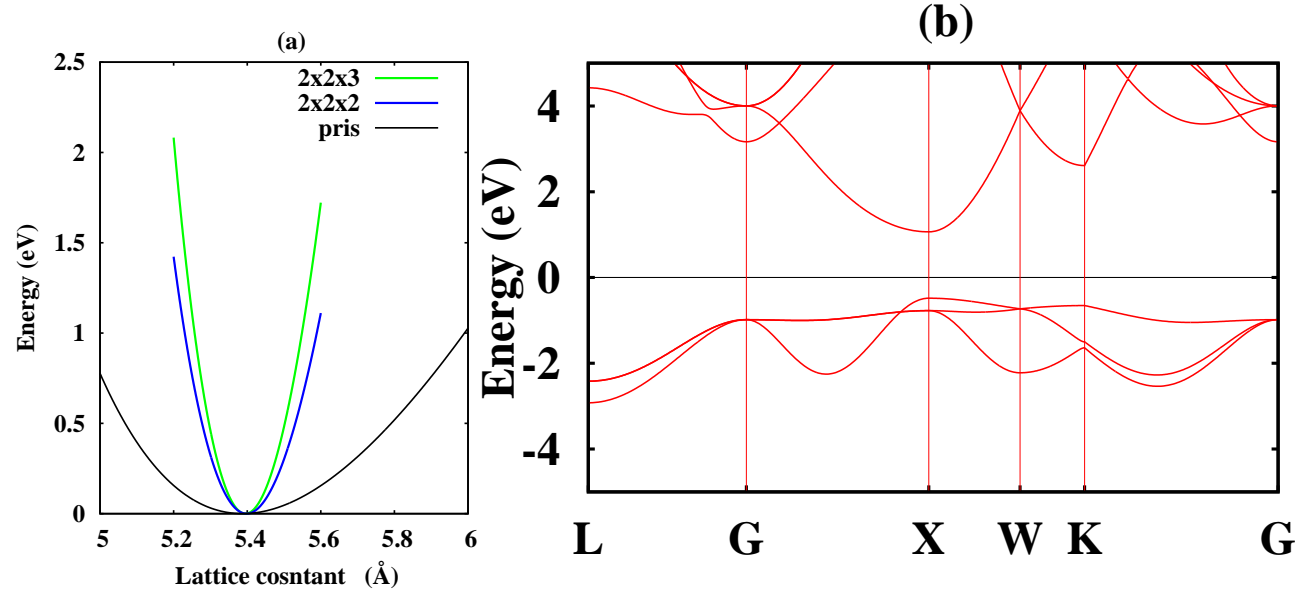 (a)
2.5
2
1.5
1
0.5
0
5 5.2 5.4 5.6 5.8 6
Energy (eV)
Lattice cosntant (Å)
2x2x3
2x2x2
pris
(b)
4
2
0
-2
-4
Energy (eV)
L G X W K G